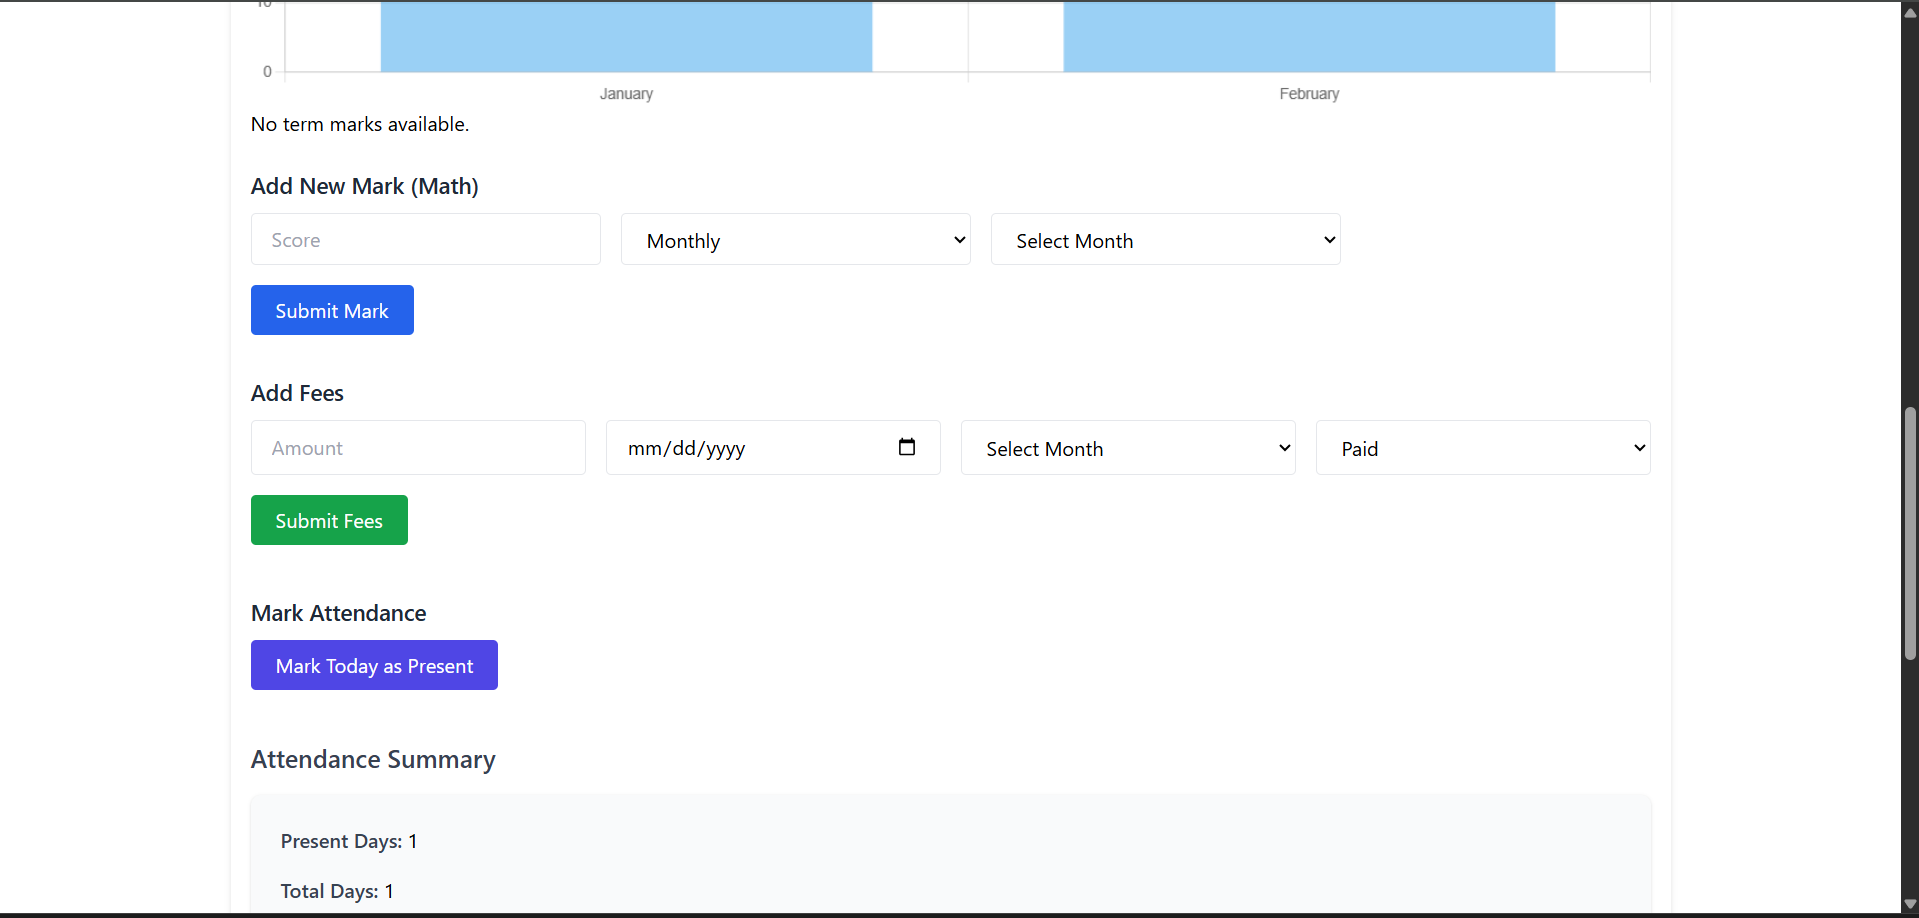 10
0
January February
No term marks available.
Add New Mark (Math)
Score Monthly Select Month
Submit Mark
Add Fees
Amount mm/dd/yyyy Select Month Paid
Submit Fees
Mark Attendance
Mark Today as Present
Attendance Summary
Present Days: 1
Total Days: 1